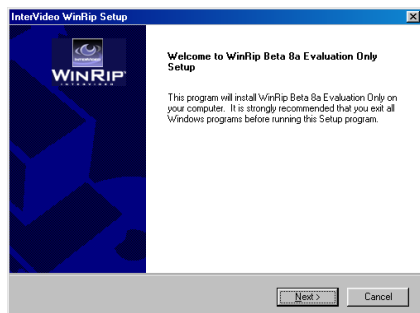 InterVideo WinRip Setup
INTERVIDEO
WINRIP
Welcome to WinRip Beta 8a Evaluation Only
Setup
This program will install WinRip Beta 8a Evaluation Only on
your computer. It is strongly recommended that you exit all
Windows programs before running this Setup program.
Next >
Cancel